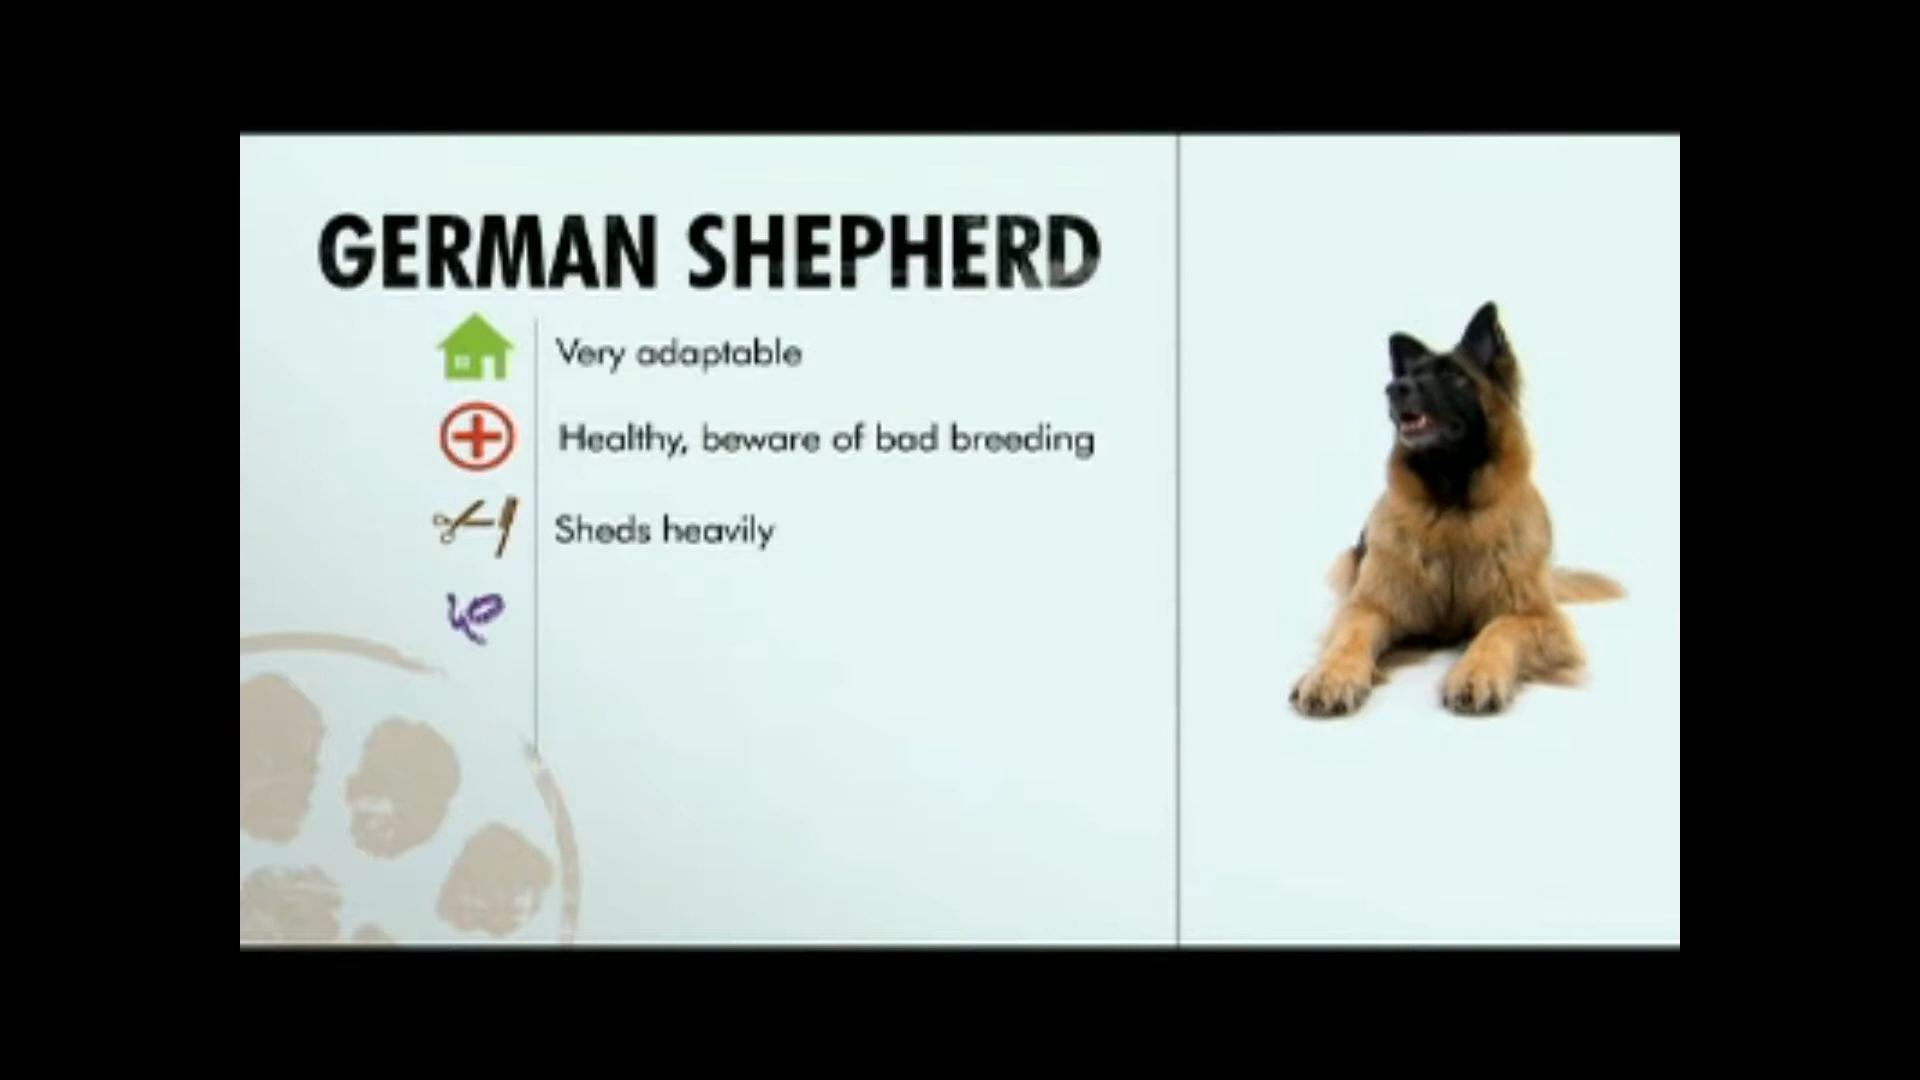 GERMAN SHEPHERD
Very adaptable
Healthy, beware of bad breeding
Sheds heavily